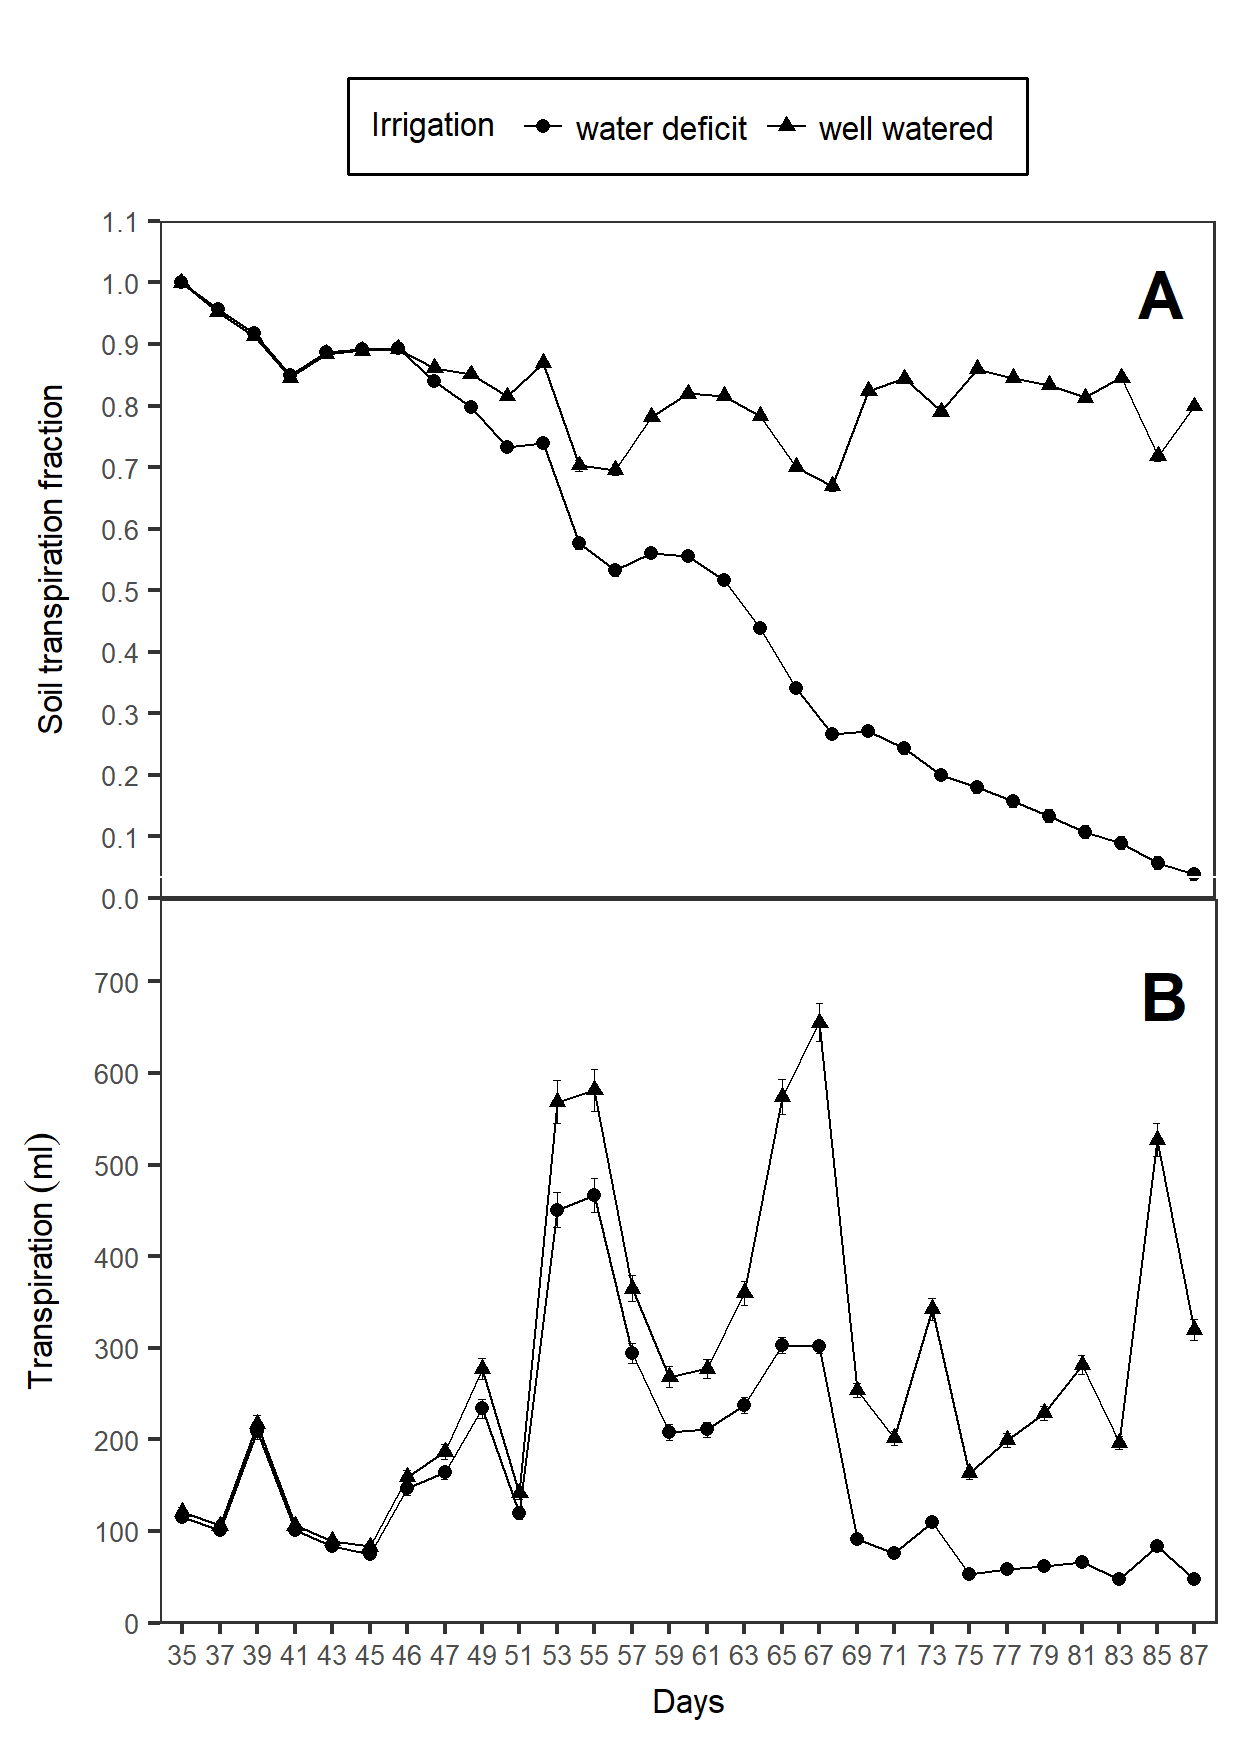 Irrigation water deficit well watered
A
Soil transpiration fraction
1.1
1.0
0.9
0.8
0.7
0.6
0.5
0.4
0.3
0.2
0.1
0.0
B
Transpiration (ml)
700
600
500
400
300
200
100
0
35 37 39 41 43 45 46 47 49 51 53 55 57 59 61 63 65 67 69 71 73 75 77 79 81 83 85 87
Days